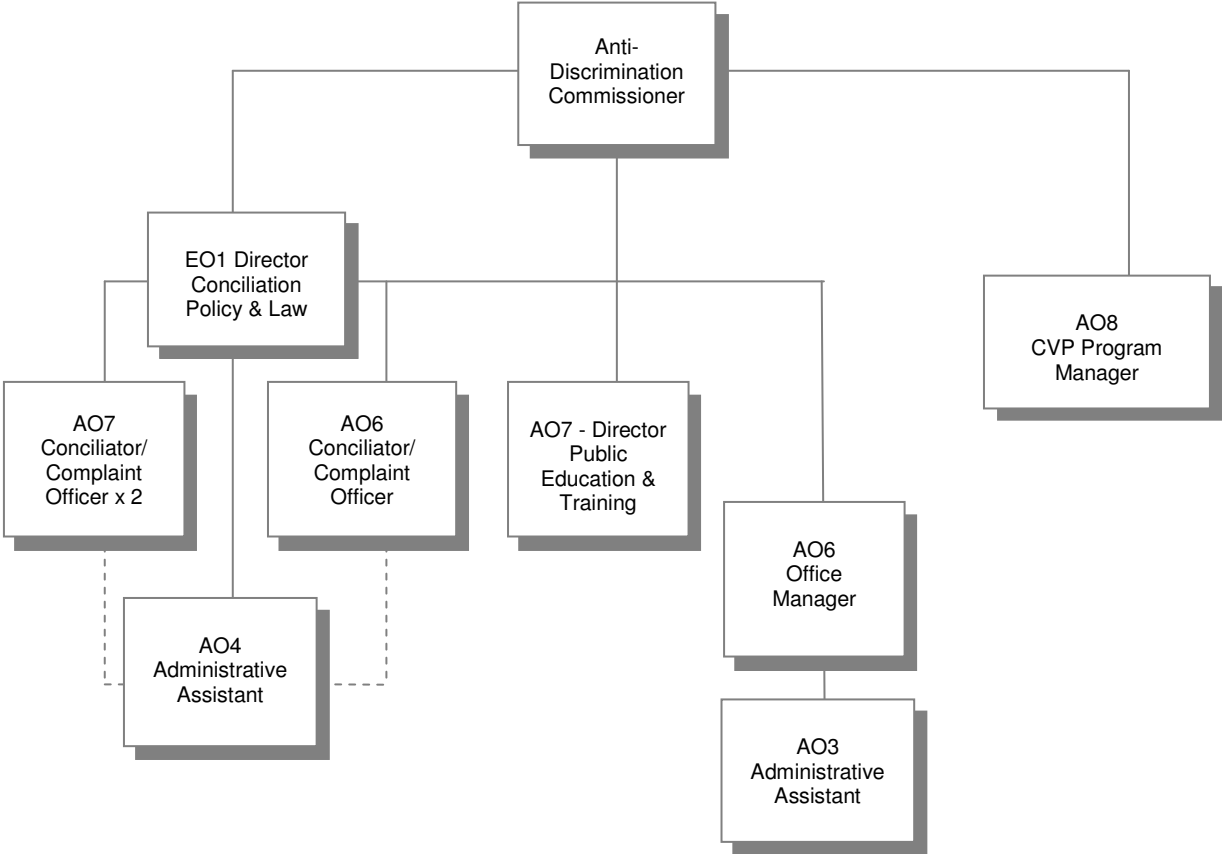 Anti-
Discrimination
Commissioner
EO1 Director
Conciliation
Policy & Law
AO8
CVP Program
Manager
AO7
Conciliator/
Complaint
Officer x 2
AO6
Conciliator/
Complaint
Officer
AO7 - Director
Public
Education &
Training
AO6
Office
Manager
AO4
Administrative
Assistant
AO3
Administrative
Assistant